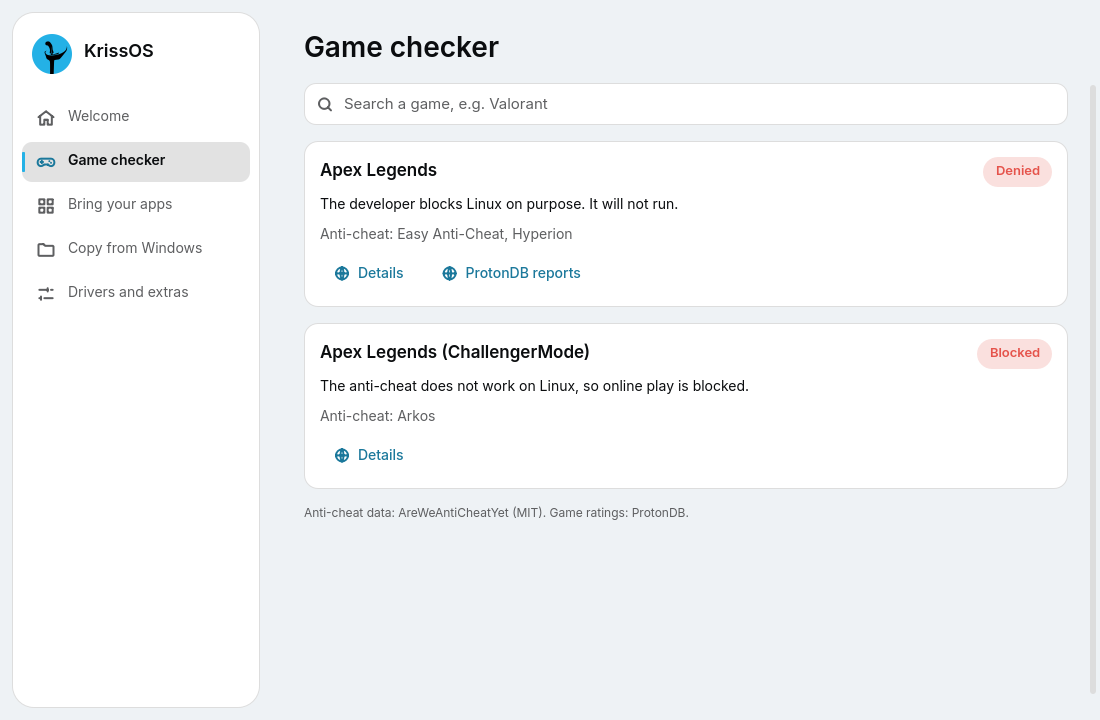 KrissOS
Welcome
Game checker
Bring your apps
Copy from Windows
Drivers and extras
Game checker
Search a game, e.g. Valorant
Apex Legends
Denied
The developer blocks Linux on purpose. It will not run.
Anti-cheat: Easy Anti-Cheat, Hyperion
Details
ProtonDB reports
Apex Legends (ChallengerMode)
Blocked
The anti-cheat does not work on Linux, so online play is blocked.
Anti-cheat: Arkos
Details
Anti-cheat data: AreWeAntiCheatYet (MIT). Game ratings: ProtonDB.